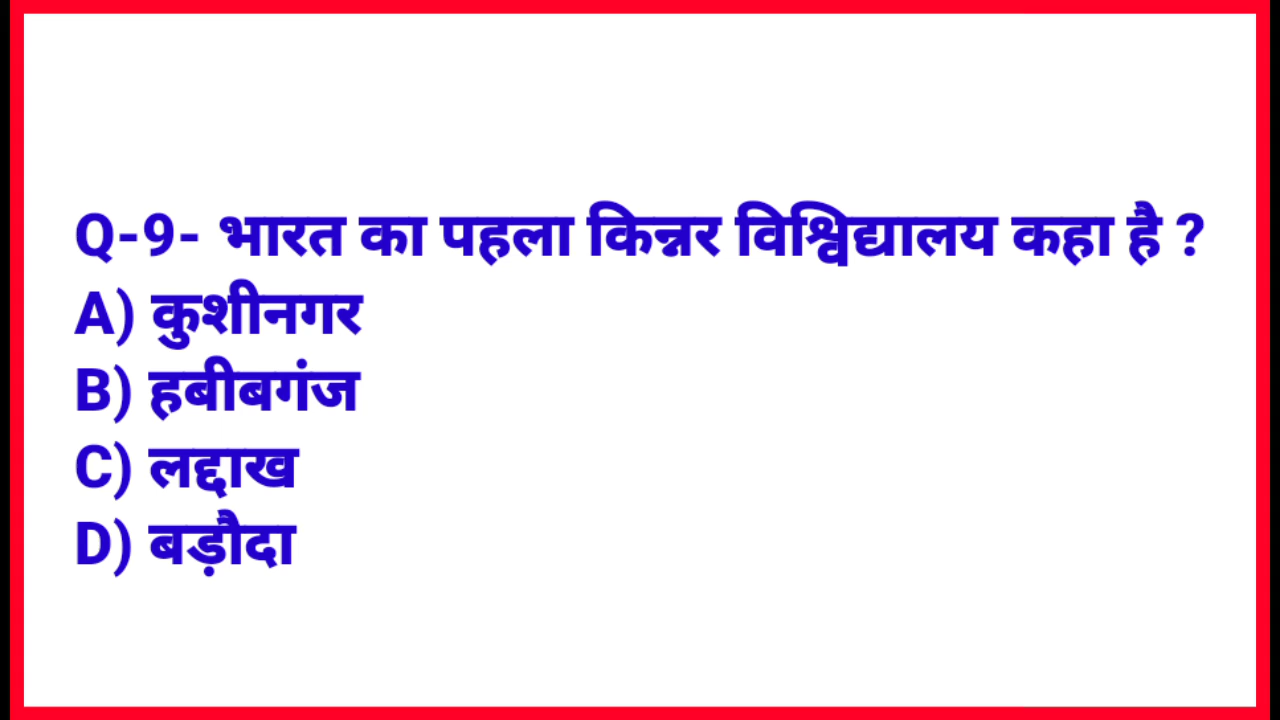 Q-9- भारत का पहला किन्नर विश्विद्यालय कहा है ?
A) कुशीनगर
B) हबीबगंज
C) लद्दाख
D) बड़ौदा